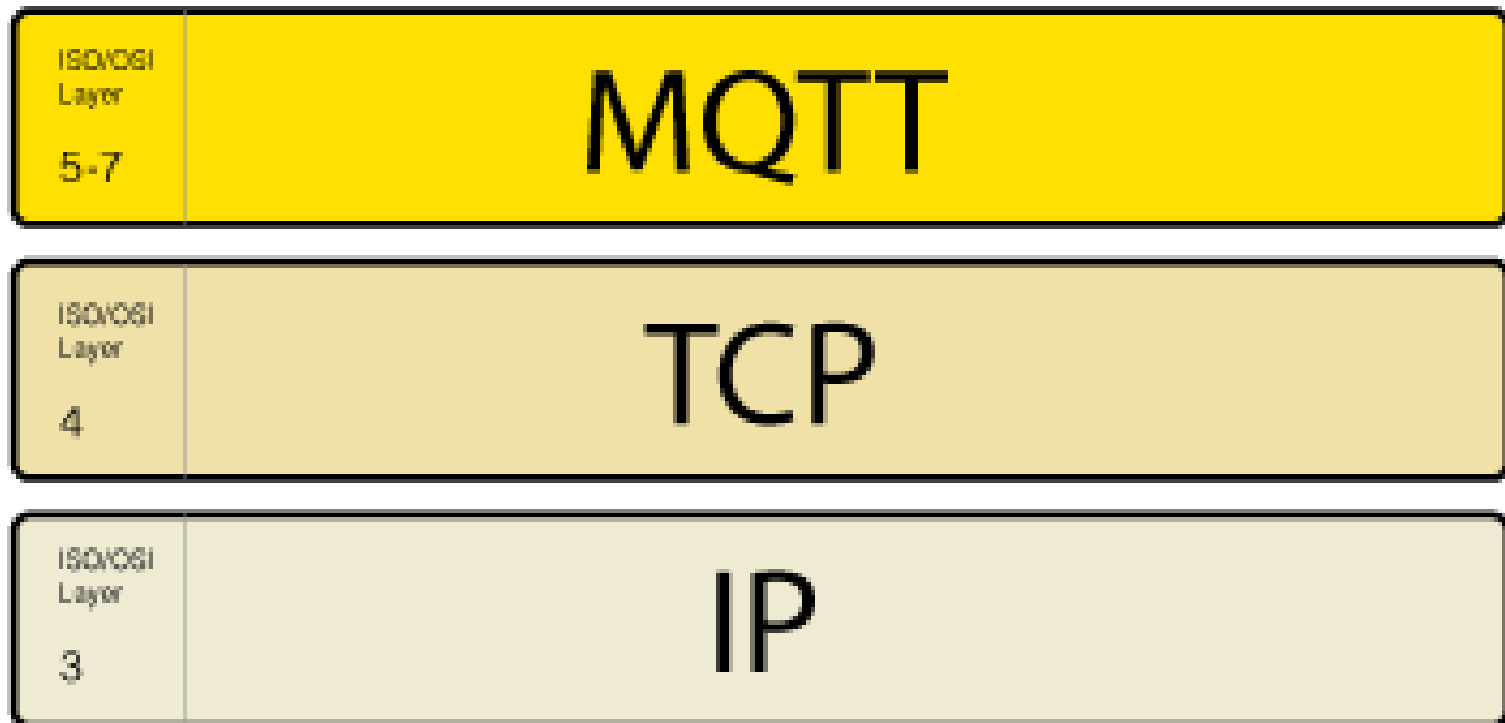 ISO/OSI
Layer
5-7
MQTT
ISO/OSI
Layer
4
TCP
ISO/OSI
Layer
3
IP